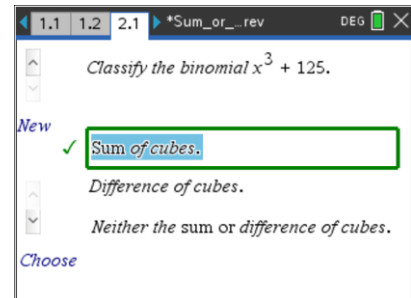 1.1 1.2 2.1 *Sum_or_...rev DEG
Classify the binomial x³ + 125.
New
✓ Sum of cubes.
Difference of cubes.
Neither the sum or difference of cubes.
Choose